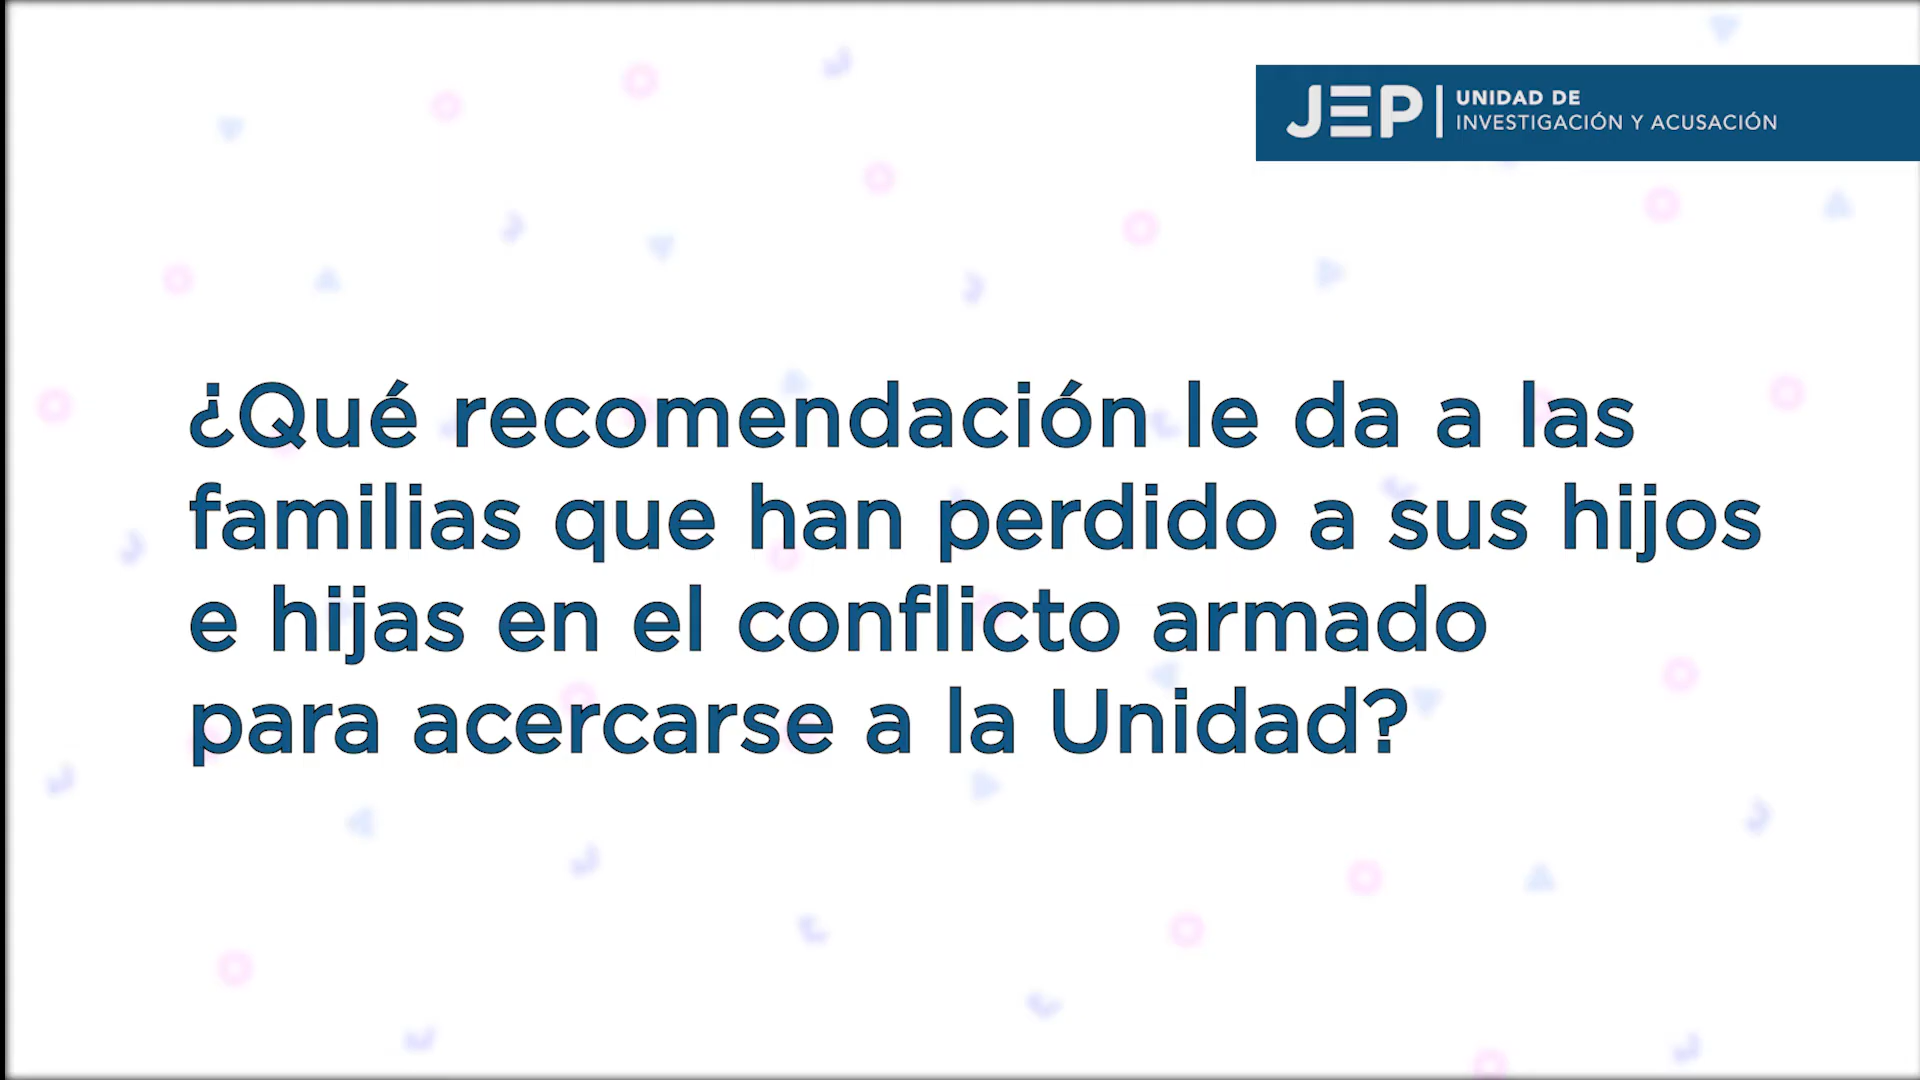 JEP
UNIDAD DE
INVESTIGACIÓN Y ACUSACIÓN
¿Qué recomendación le da a las
familias que han perdido a sus hijos
e hijas en el conflicto armado
para acercarse a la Unidad?